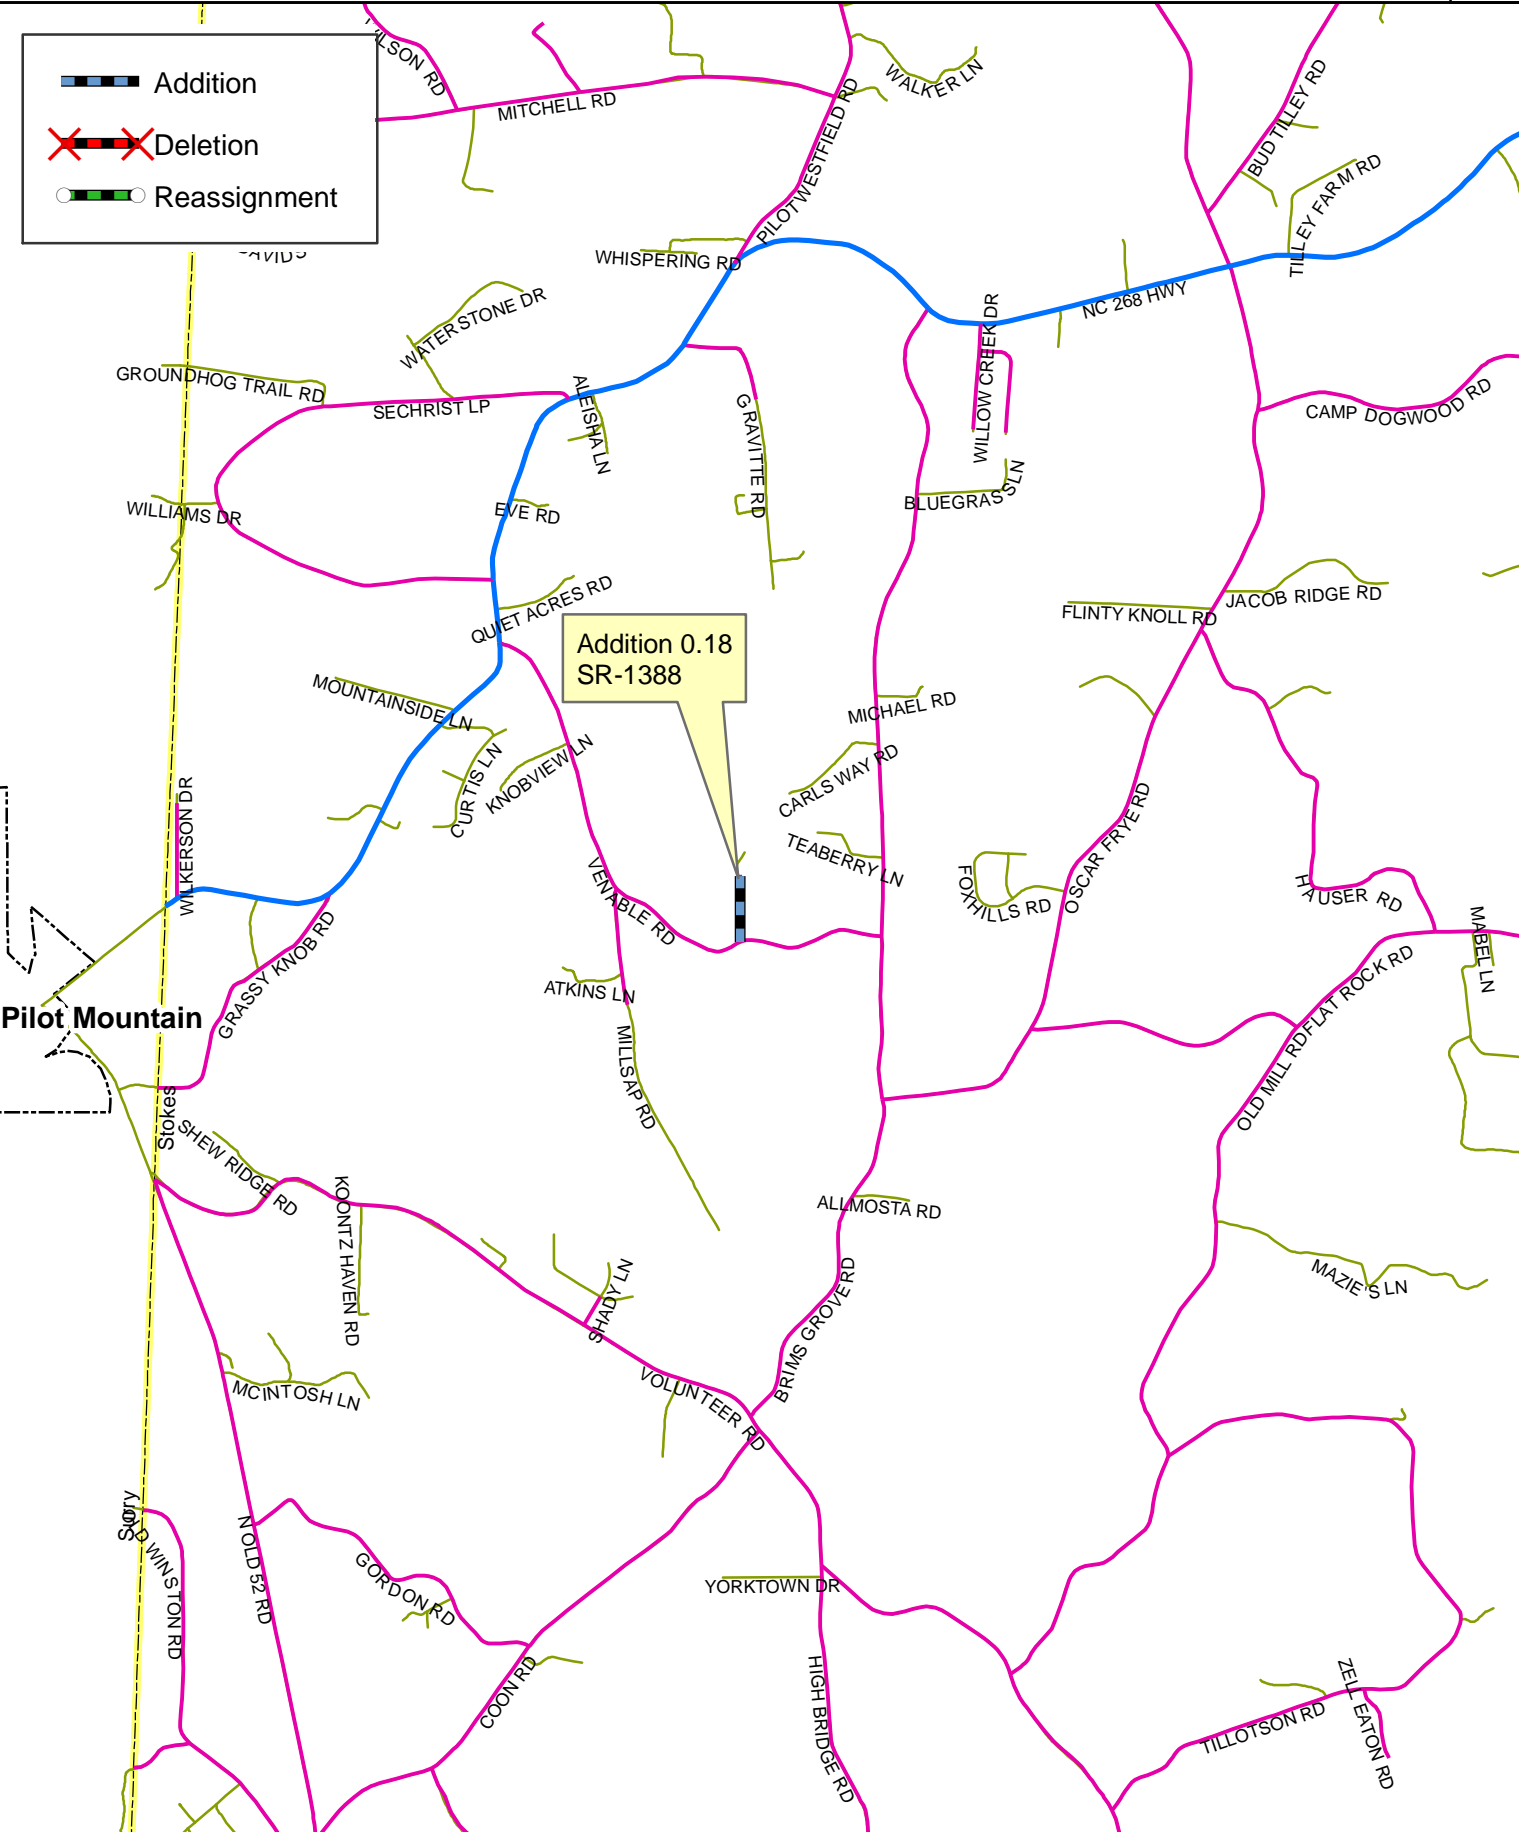 Addition
Deletion
Reassignment
MITCHELL RD
WALKER LN
PILOT WESTFIELD RD
BUD TILLEY RD
TILLEY FARM RD
WHISPERING RD
NC 268 HWY
WATERSTONE DR
WILLOW CREEK DR
GROUNDHOG TRAIL RD
SECHRIST LP
ALEISHA LN
GRAVITTE RD
CAMP DOGWOOD RD
BLUEGRASS LN
WILLIAMS DR
EVE RD
QUIET ACRES RD
FLINTY KNOLL RD
JACOB RIDGE RD
Addition 0.18
SR-1388
MOUNTAINSIDE LN
MICHAEL RD
CURTIS LN
KNOBVIEW LN
CARLS WAY RD
WILKERSON DR
TEABERRY LN
OSCAR FRYE RD
VENABLE RD
FOXHILLS RD
HAUSER RD
MABEL LN
GRASSY KNOB RD
ATKINS LN
FLAT ROCK RD
Pilot Mountain
MILLSAP RD
OLD MILL RD
Stokes
SHEW RIDGE RD
KOONTZ HAVEN RD
ALLMOSTA RD
SHADY LN
BRIMS GROVE RD
MAZIE'S LN
MCINTOSH LN
VOLUNTEER RD
Surry
OLD WINSTON RD
N OLD 52 RD
GORDON RD
YORKTOWN DR
COON RD
HIGH BRIDGE RD
TILLOTSON RD
ZELL EATON RD